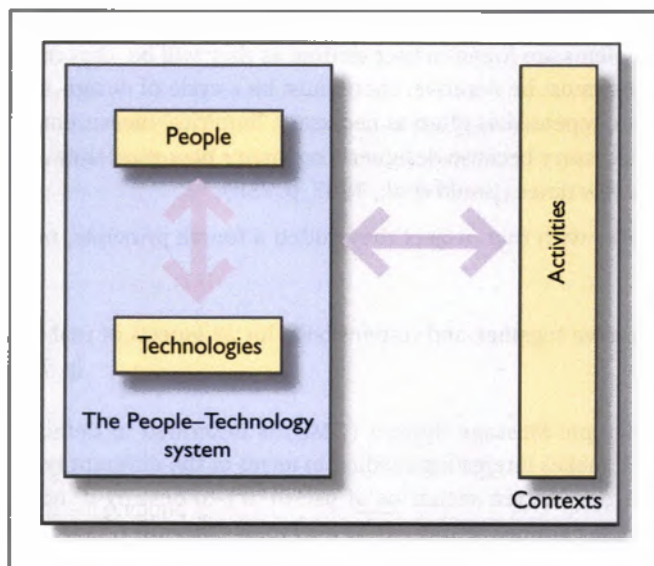 People
Technologies
The People—Technology
system
Activities
Contexts